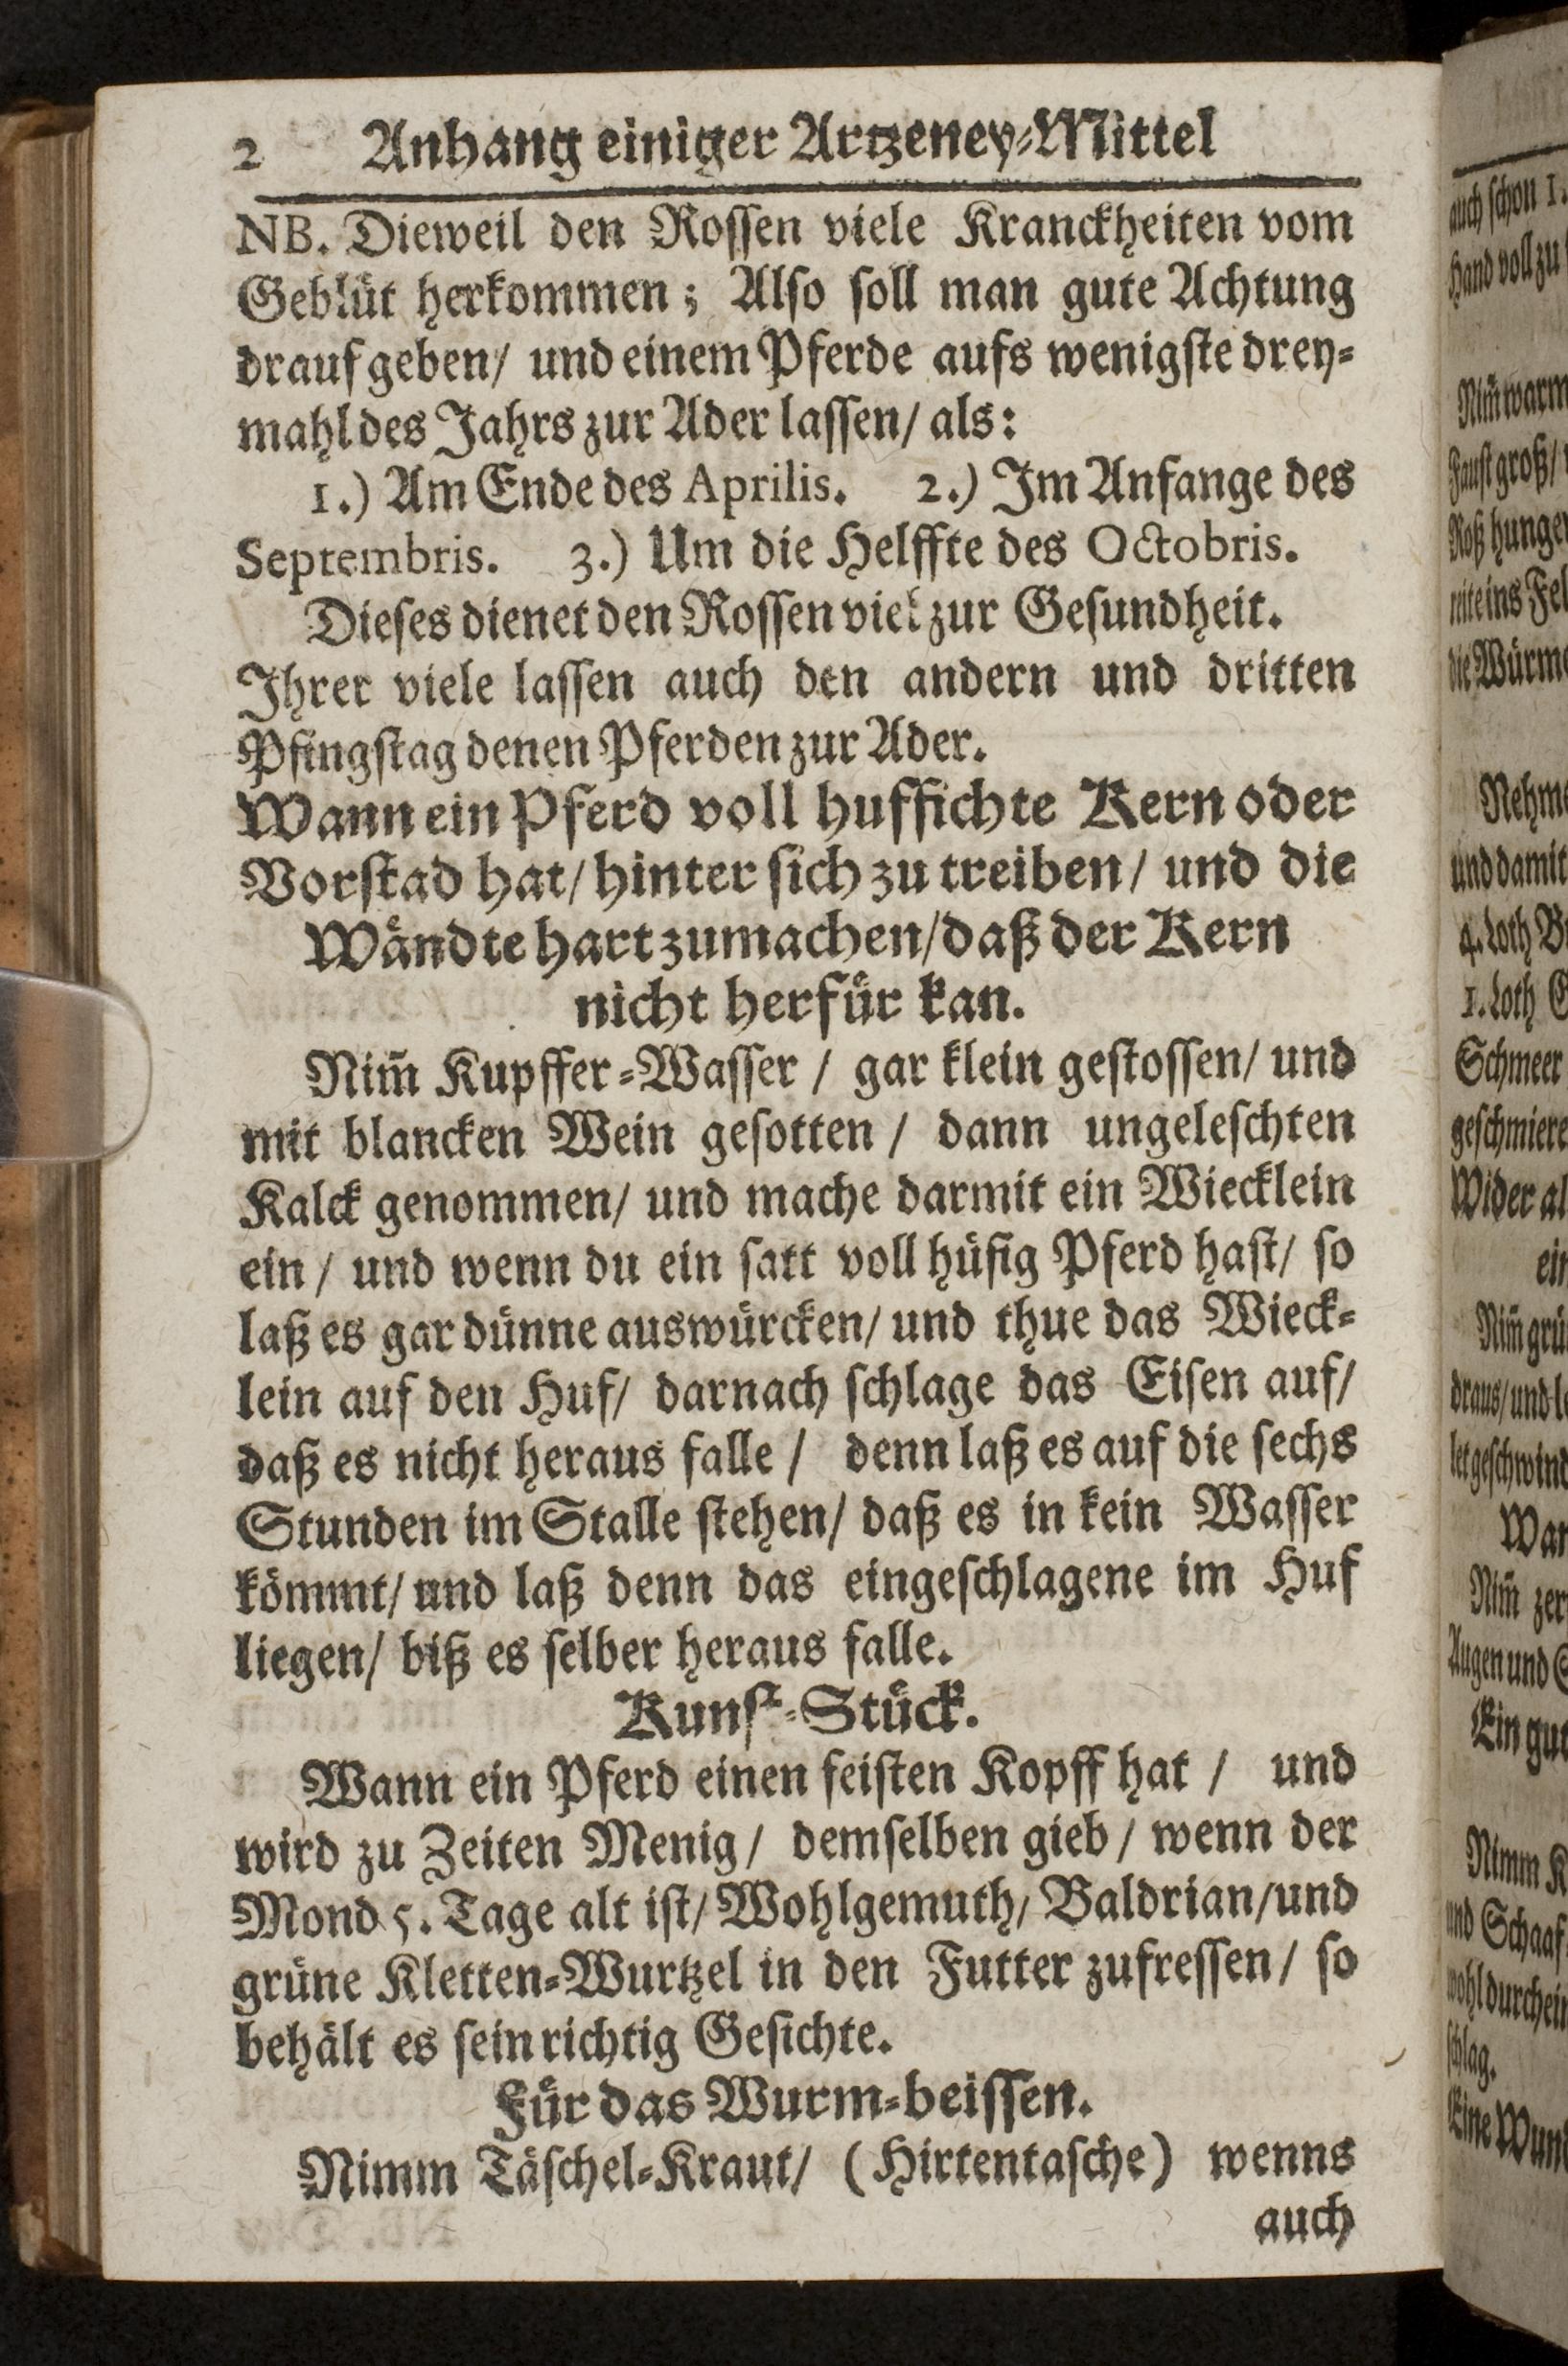 2 Anhang einiger Artzeney-Mittel
NB. Dieweil den Rossen viele Kranckheiten vom
Geblüt herkommen; Also soll man gute Achtung
drauf geben/ und einem Pferde aufs wenigste drey-
mahl des Jahrs zur Ader lassen/ als:
1.) Am Ende des Aprilis. 2.) Im Anfange des
Septembris. 3.) Um die Helffte des Octobris.
Dieses dienet den Rossen viel zur Gesundheit.
Ihrer viele lassen auch den andern und dritten
Pfingstag denen Pferden zur Ader.
Wann ein Pferd voll huffichte Kern oder
Vorstad hat/ hinter sich zu treiben/ und die
Wändte hart zumachen/ daß der Kern
nicht herfür kan.
Nim̃ Kupffer-Wasser / gar klein gestossen/ und
mit blancken Wein gesotten / dann ungeleschten
Kalck genommen/ und mache darmit ein Wiecklein
ein / und wenn du ein satt voll hüfig Pferd hast/ so
laß es gar dünne auswürcken/ und thue das Wieck-
lein auf den Huf/ darnach schlage das Eisen auf/
daß es nicht heraus falle / denn laß es auf die sechs
Stunden im Stalle stehen/ daß es in kein Wasser
kömmt/ und laß denn das eingeschlagene im Huf
liegen/ biß es selber heraus falle.
Kunst-Stück.
Wann ein Pferd einen feisten Kopff hat / und
wird zu Zeiten Menig / demselben gieb / wenn der
Mond 5. Tage alt ist/ Wohlgemuth/ Baldrian/ und
grüne Kletten-Wurtzel in den Futter zufressen / so
behält es sein richtig Gesichte.
Für das Wurm-beissen.
Nimm Täschel-Kraut/ (Hirtentasche) wenns
auch
auch schon 1.
Hand voll zu
Nim̃ warm
Faust groß/
Roß hunge
mit eins Fel
die Würm
Nehm
und damit
4. Loth
1. Loth
Schmeer
geschmiere
Wider al
ein
Nim̃ grü
draus/ und
let geschwind
Nim̃ zer
Augen und
Ein gut
Nimm
und Schaaf
wohl durchein
schlag.
Eine Wun